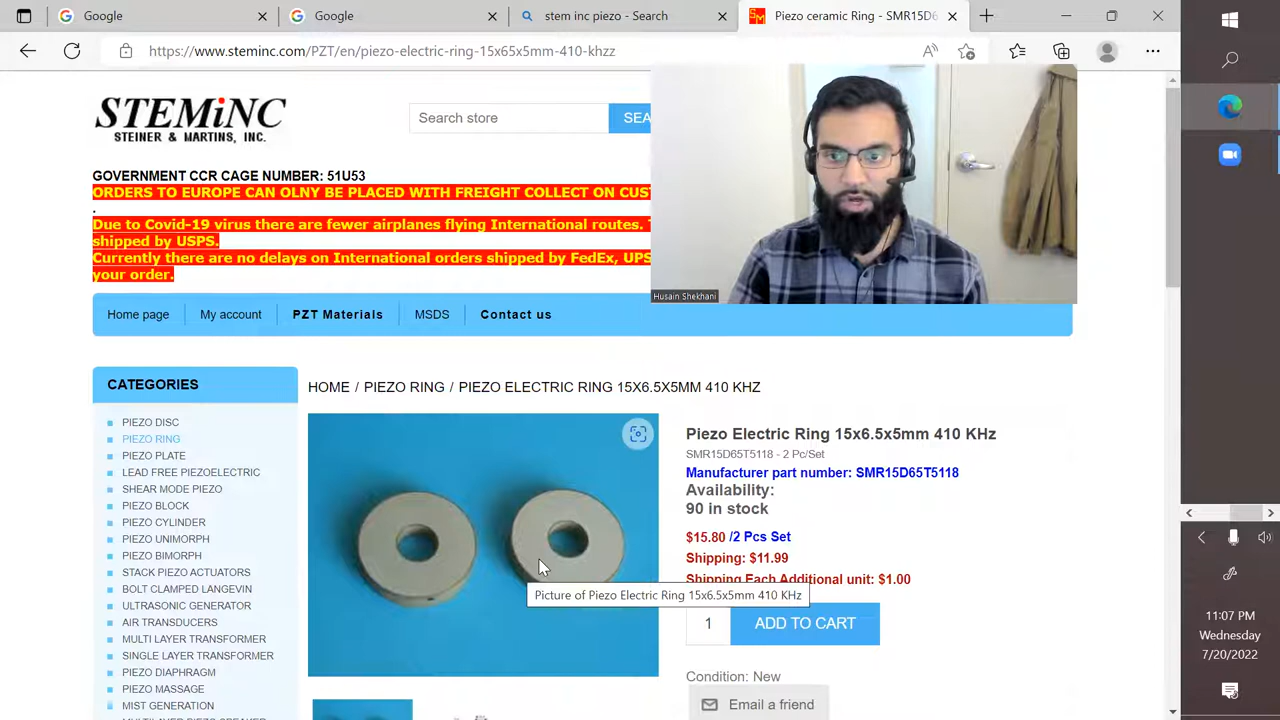 Google
Google
stem inc piezo - Search
Piezo ceramic Ring - SMR15D6
https://www.steminc.com/PZT/en/piezo-electric-ring-15x65x5mm-410-khzz
STEMiNC
STEINER & MARTINS, INC.
Search store
SEA
GOVERNMENT CCR CAGE NUMBER: 51U53
ORDERS TO EUROPE CAN OLNY BE PLACED WITH FREIGHT COLLECT ON CUST
.
Due to Covid-19 virus there are fewer airplanes flying International routes.
shipped by USPS.
Currently there are no delays on International orders shipped by FedEx, UPS
your order.
Husain Shekhani
Home page
My account
PZT Materials
MSDS
Contact us
CATEGORIES
PIEZO DISC
PIEZO RING
PIEZO PLATE
LEAD FREE PIEZOELECTRIC
SHEAR MODE PIEZO
PIEZO BLOCK
PIEZO CYLINDER
PIEZO UNIMORPH
PIEZO BIMORPH
STACK PIEZO ACTUATORS
BOLT CLAMPED LANGEVIN
ULTRASONIC GENERATOR
AIR TRANSDUCERS
MULTI LAYER TRANSFORMER
SINGLE LAYER TRANSFORMER
PIEZO DIAPHRAGM
PIEZO MASSAGE
MIST GENERATION
MULTILAYER PIEZO SPEAKER
HOME / PIEZO RING / PIEZO ELECTRIC RING 15X6.5X5MM 410 KHZ
Piezo Electric Ring 15x6.5x5mm 410 KHz
SMR15D65T5118 - 2 Pc/Set
Manufacturer part number: SMR15D65T5118
Availability:
90 in stock
$15.80 /2 Pcs Set
Shipping: $11.99
Shipping Each Additional unit: $1.00
Picture of Piezo Electric Ring 15x6.5x5mm 410 KHz
1
ADD TO CART
Condition: New
Email a friend
11:07 PM
Wednesday
7/20/2022